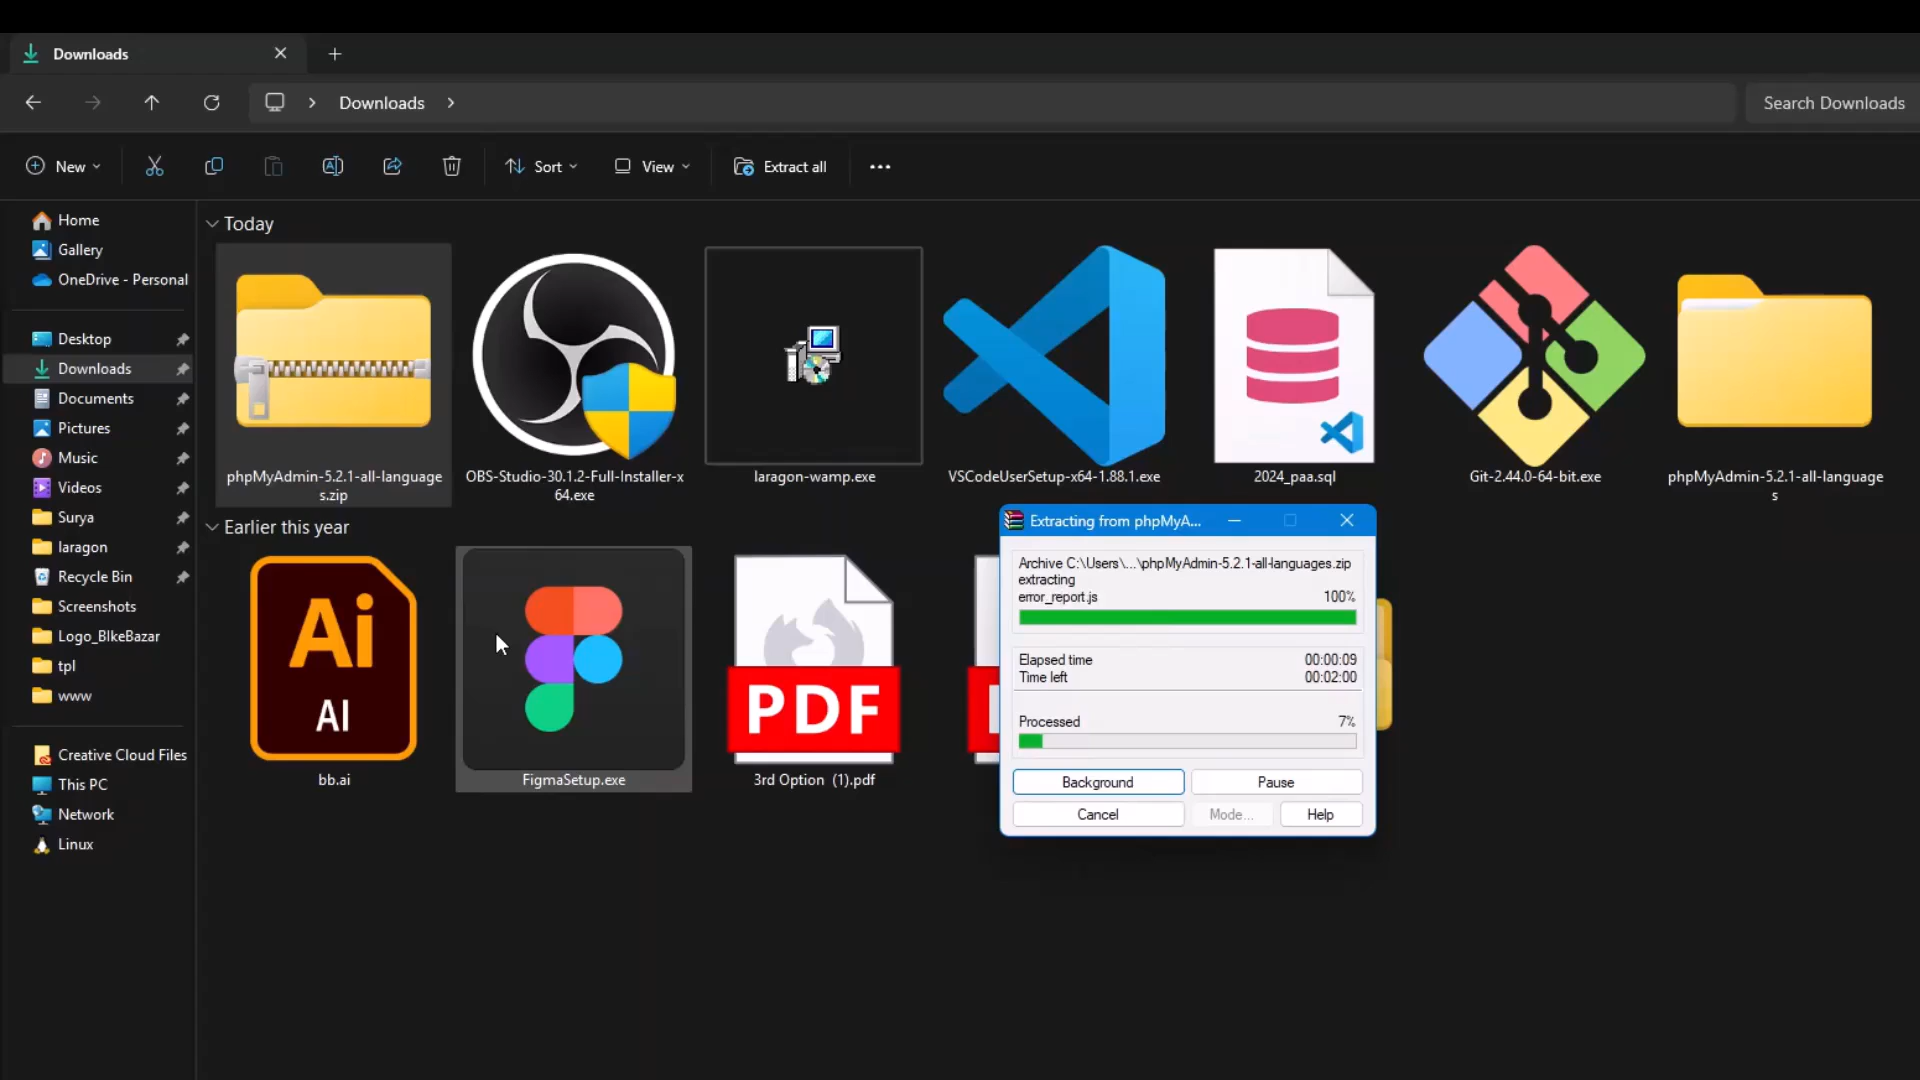 Downloads
Downloads
Search Downloads
New
Sort
View
Extract all
Home
Gallery
OneDrive - Personal
Desktop
Downloads
Documents
Pictures
Music
Videos
Surya
laragon
Recycle Bin
Screenshots
Logo_BIkeBazar
tpl
www
Creative Cloud Files
This PC
Network
Linux
Today
phpMyAdmin-5.2.1-all-language
s.zip
OBS-Studio-30.1.2-Full-Installer-x
64.exe
laragon-wamp.exe
VSCodeUserSetup-x64-1.88.1.exe
2024_paa.sql
Git-2.44.0-64-bit.exe
phpMyAdmin-5.2.1-all-language
s
Earlier this year
Ai
AI
bb.ai
FigmaSetup.exe
PDF
3rd Option (1).pdf
Extracting from phpMyA...
Archive C:\Users\...\phpMyAdmin-5.2.1-all-languages.zip
extracting
error_report.js 100%
Elapsed time 00:00:09
Time left 00:02:00
Processed 7%
Background
Pause
Cancel
Mode...
Help